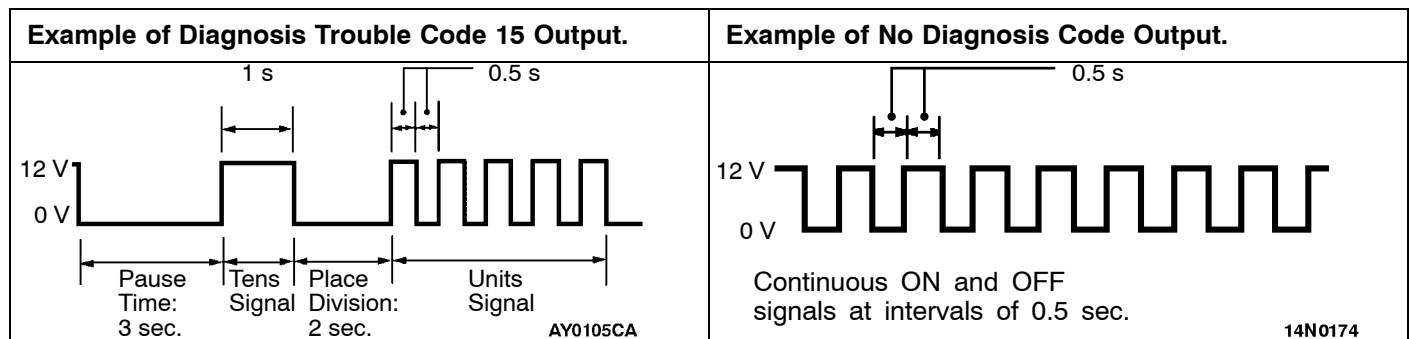 Example of Diagnosis Trouble Code 15 Output.
1 s
0.5 s
12 V
0 V
Pause
Time:
3 sec.
Tens
Signal
Place
Division:
2 sec.
Units
Signal
AY0105CA
Example of No Diagnosis Code Output.
0.5 s
12 V
0 V
Continuous ON and OFF
signals at intervals of 0.5 sec.
14N0174